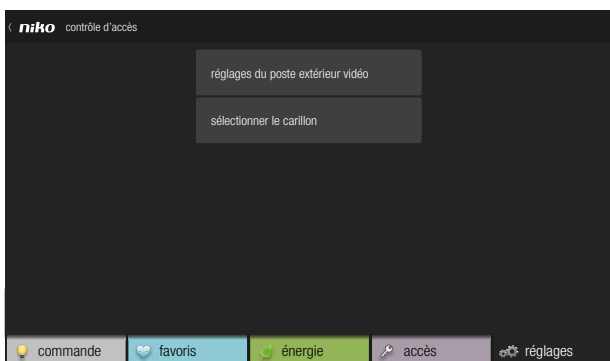 niko contrôle d'accès
réglages du poste extérieur vidéo
sélectionner le carillon
commande favoris énergie accès réglages